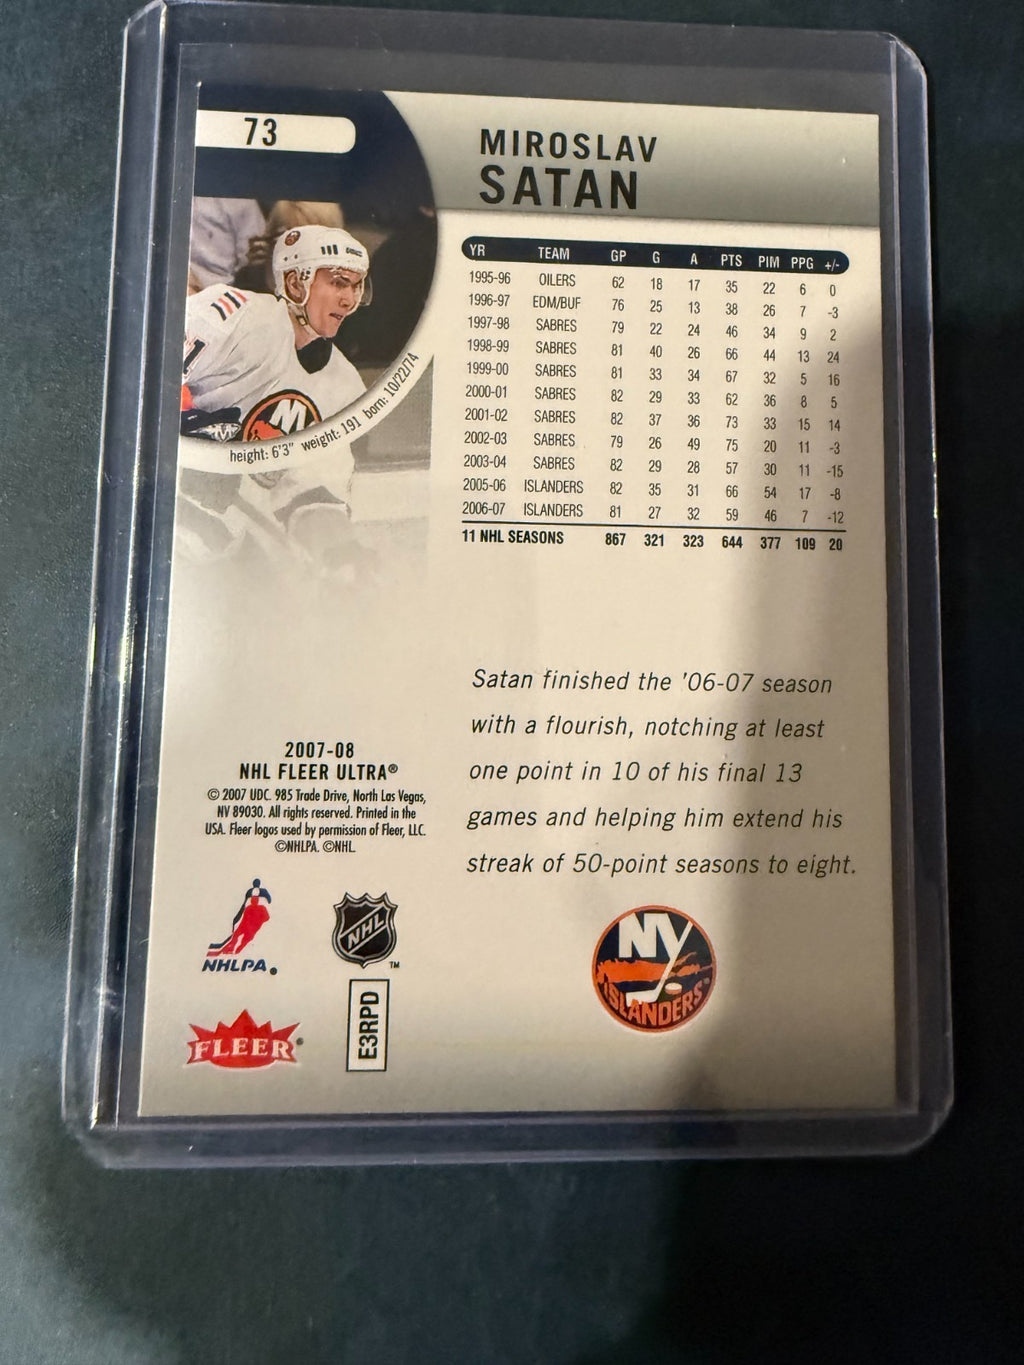 73
MIROSLAV
SATAN
height: 6'3" weight: 191 born: 10/22/74
YR TEAM GP G A PTS PIM PPG +/-
1995-96 OILERS 62 18 17 35 22 6 0
1996-97 EDM/BUF 76 25 13 38 26 7 -3
1997-98 SABRES 79 22 24 46 34 9 2
1998-99 SABRES 81 40 26 66 44 13 24
1999-00 SABRES 81 33 34 67 32 5 16
2000-01 SABRES 82 29 33 62 36 8 5
2001-02 SABRES 82 37 36 73 33 15 14
2002-03 SABRES 79 26 49 75 20 11 -3
2003-04 SABRES 82 29 28 57 30 11 -15
2005-06 ISLANDERS 82 35 31 66 54 17 -8
2006-07 ISLANDERS 81 27 32 59 46 7 -12
11 NHL SEASONS 867 321 323 644 377 109 20
Satan finished the '06-07 season
with a flourish, notching at least
one point in 10 of his final 13
games and helping him extend his
streak of 50-point seasons to eight.
2007-08
NHL FLEER ULTRA®
© 2007 UDC. 985 Trade Drive, North Las Vegas,
NV 89030. All rights reserved. Printed in the
USA. Fleer logos used by permission of Fleer, LLC.
©NHLPA. ©NHL.
NHLPA®
NHL™
NY
ISLANDERS™
FLEER®
E3RPD